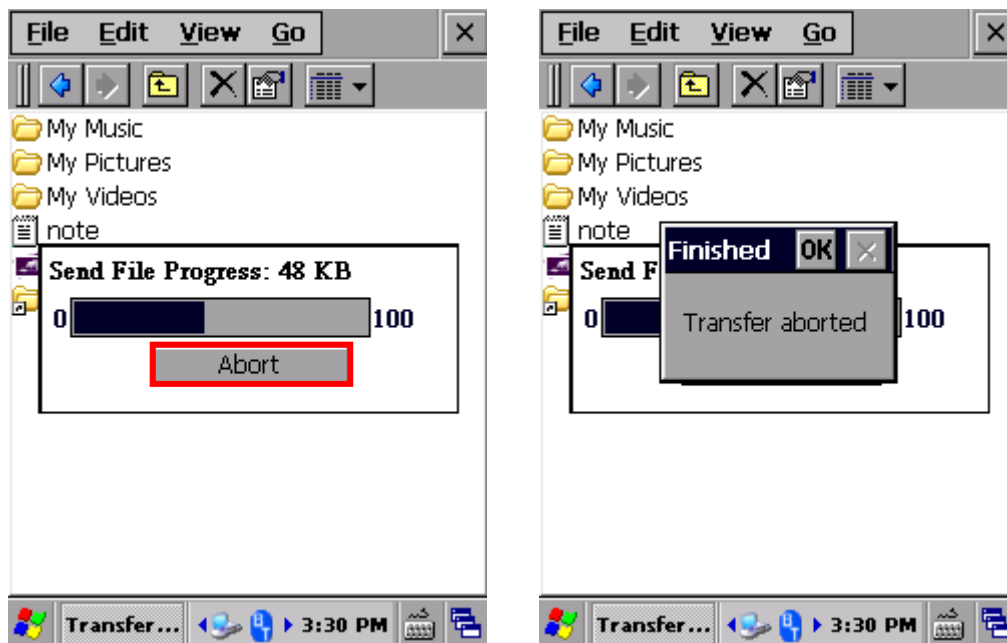 File Edit View Go
My Music
My Pictures
My Videos
note
Send File Progress: 48 KB
0 100
Abort
Transfer... 3:30 PM
File Edit View Go
My Music
My Pictures
My Videos
note
Finished OK
Send F
0 100
Transfer aborted
Transfer... 3:30 PM